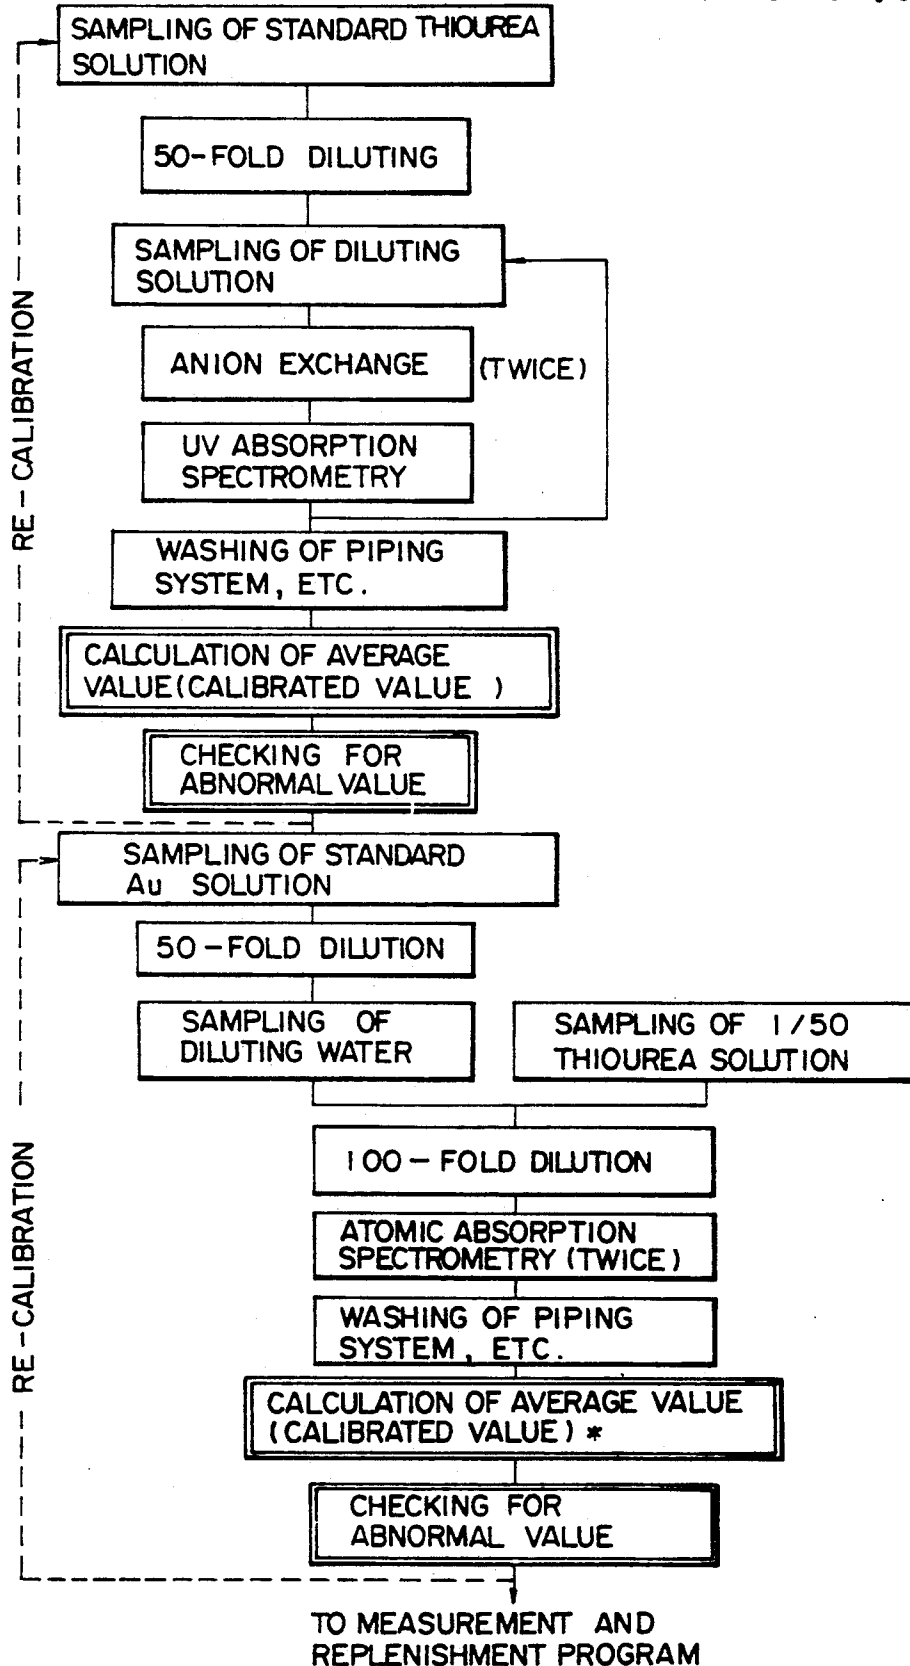 SAMPLING OF STANDARD THIOUREA
SOLUTION
50-FOLD DILUTING
SAMPLING OF DILUTING
SOLUTION
ANION EXCHANGE
(TWICE)
UV ABSORPTION
SPECTROMETRY
WASHING OF PIPING
SYSTEM, ETC.
CALCULATION OF AVERAGE
VALUE (CALIBRATED VALUE )
CHECKING FOR
ABNORMAL VALUE
RE-CALIBRATION
SAMPLING OF STANDARD
Au SOLUTION
50-FOLD DILUTION
SAMPLING OF
DILUTING WATER
SAMPLING OF 1/50
THIOUREA SOLUTION
100-FOLD DILUTION
ATOMIC ABSORPTION
SPECTROMETRY (TWICE)
WASHING OF PIPING
SYSTEM, ETC.
CALCULATION OF AVERAGE VALUE
(CALIBRATED VALUE) *
CHECKING FOR
ABNORMAL VALUE
RE-CALIBRATION
TO MEASUREMENT AND
REPLENISHMENT PROGRAM